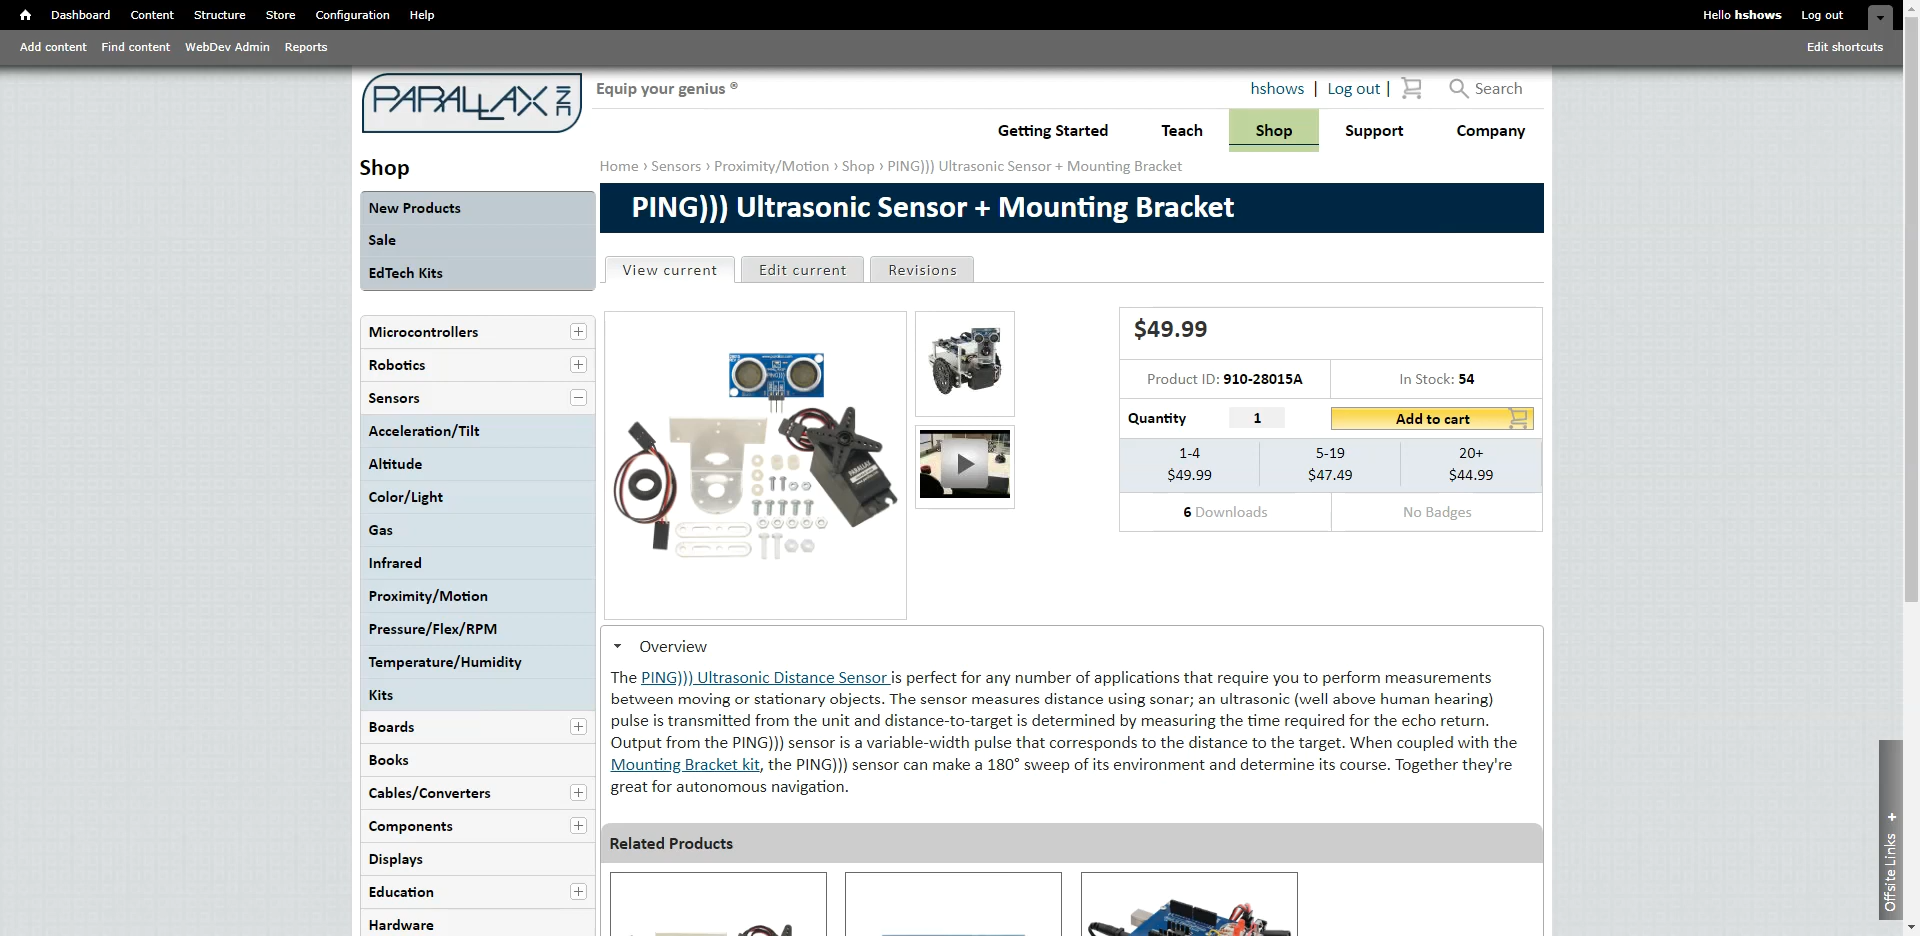 Dashboard Content Structure Store Configuration Help Hello hshows Log out
Add content Find content WebDev Admin Reports Edit shortcuts
PARALLAX INC
Equip your genius ® hshows | Log out | Search
Getting Started Teach Shop Support Company
Shop
Home › Sensors › Proximity/Motion › Shop › PING))) Ultrasonic Sensor + Mounting Bracket
PING))) Ultrasonic Sensor + Mounting Bracket
New Products
Sale
EdTech Kits
View current Edit current Revisions
Microcontrollers
Robotics
Sensors
Acceleration/Tilt
Altitude
Color/Light
Gas
Infrared
Proximity/Motion
Pressure/Flex/RPM
Temperature/Humidity
Kits
Boards
Books
Cables/Converters
Components
Displays
Education
Hardware
$49.99
Product ID: 910-28015A In Stock: 54
Quantity 1 Add to cart
1-4 5-19 20+
$49.99 $47.49 $44.99
6 Downloads No Badges
Overview
The PING))) Ultrasonic Distance Sensor is perfect for any number of applications that require you to perform measurements
between moving or stationary objects. The sensor measures distance using sonar; an ultrasonic (well above human hearing)
pulse is transmitted from the unit and distance-to-target is determined by measuring the time required for the echo return.
Output from the PING))) sensor is a variable-width pulse that corresponds to the distance to the target. When coupled with the
Mounting Bracket kit, the PING))) sensor can make a 180° sweep of its environment and determine its course. Together they're
great for autonomous navigation.
Related Products
Offsite Links +